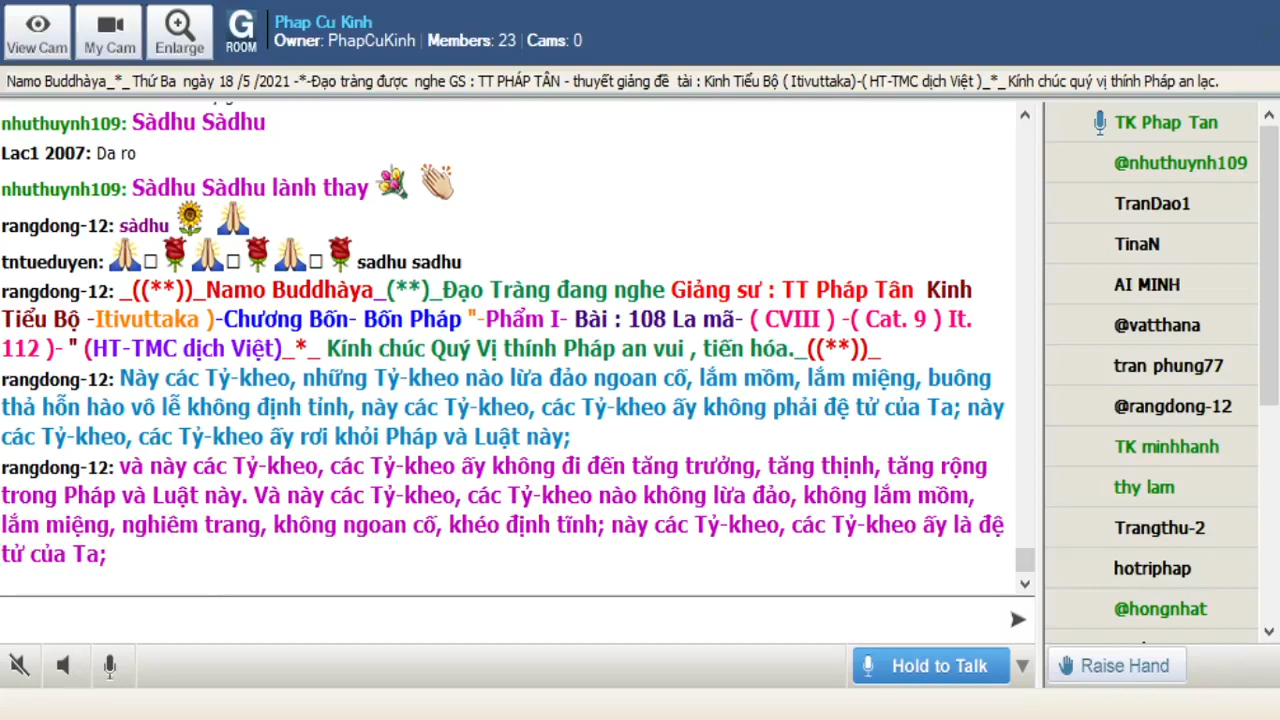 View Cam
My Cam
Enlarge
G
ROOM
Phap Cu Kinh
Owner: PhapCuKinh | Members: 23 | Cams: 0
Namo Buddhàya_*_ Thứ Ba ngày 18 /5 /2021 -*-Đạo tràng được nghe GS : TT PHÁP TÂN - thuyết giảng đề tài : Kinh Tiểu Bộ ( Itivuttaka)-( HT-TMC dịch Việt )_*_ Kính chúc quý vị thính Pháp an lạc.
nhuthuynh109: Sàdhu Sàdhu
Lac1 2007: Da ro
nhuthuynh109: Sàdhu Sàdhu lành thay
rangdong-12: sàdhu
tntueduyen: sadhu sadhu
rangdong-12: _((**))_Namo Buddhàya_(**)_Đạo Tràng đang nghe Giảng sư : TT Pháp Tân Kinh
Tiểu Bộ -Itivuttaka )-Chương Bốn- Bốn Pháp "-Phẩm I- Bài : 108 La mã- ( CVIII ) -( Cat. 9 ) It.
112 )- " (HT-TMC dịch Việt)_*_ Kính chúc Quý Vị thính Pháp an vui , tiến hóa._((**))_
rangdong-12: Này các Tỷ-kheo, những Tỷ-kheo nào lừa đảo ngoan cố, lắm mồm, lắm miệng, buông
thả hỗn hào vô lễ không định tỉnh, này các Tỷ-kheo, các Tỷ-kheo ấy không phải đệ tử của Ta; này
các Tỷ-kheo, các Tỷ-kheo ấy rơi khỏi Pháp và Luật này;
rangdong-12: và này các Tỷ-kheo, các Tỷ-kheo ấy không đi đến tăng trưởng, tăng thịnh, tăng rộng
trong Pháp và Luật này. Và này các Tỷ-kheo, các Tỷ-kheo nào không lừa đảo, không lắm mồm,
lắm miệng, nghiêm trang, không ngoan cố, khéo định tĩnh; này các Tỷ-kheo, các Tỷ-kheo ấy là đệ
tử của Ta;
TK Phap Tan
@nhuthuynh109
TranDao1
TinaN
AI MINH
@vatthana
tran phung77
@rangdong-12
TK minhhanh
thy lam
Trangthu-2
hotriphap
@hongnhat
Hold to Talk
Raise Hand